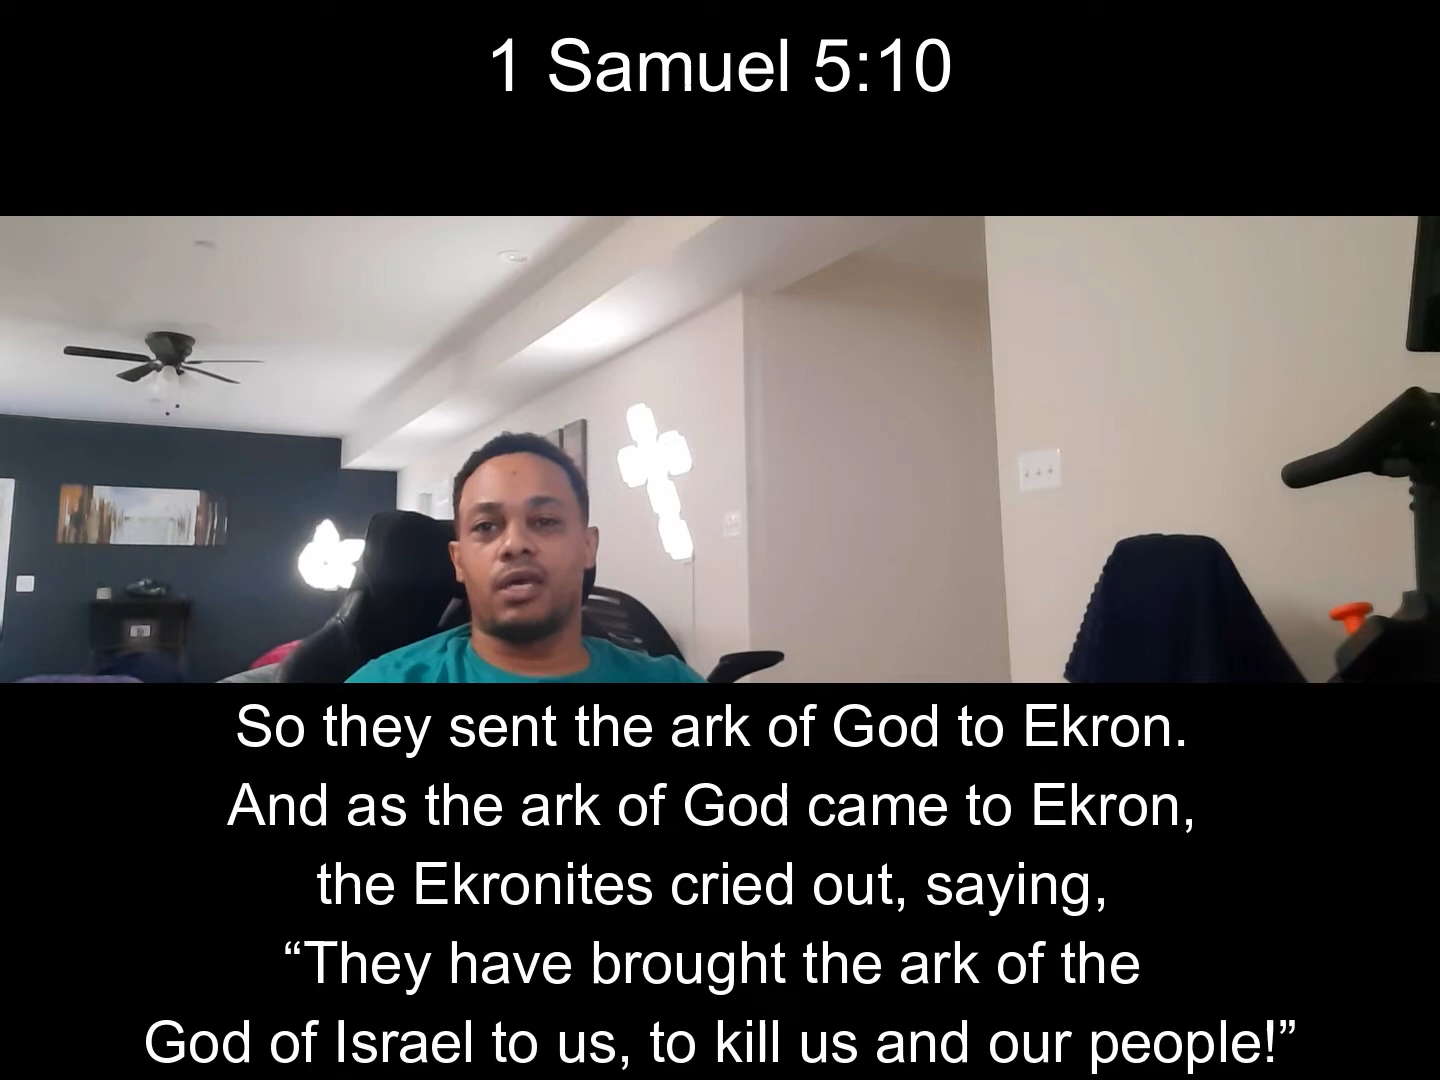 1 Samuel 5:10
So they sent the ark of God to Ekron.
And as the ark of God came to Ekron,
the Ekronites cried out, saying,
“They have brought the ark of the
God of Israel to us, to kill us and our people!”